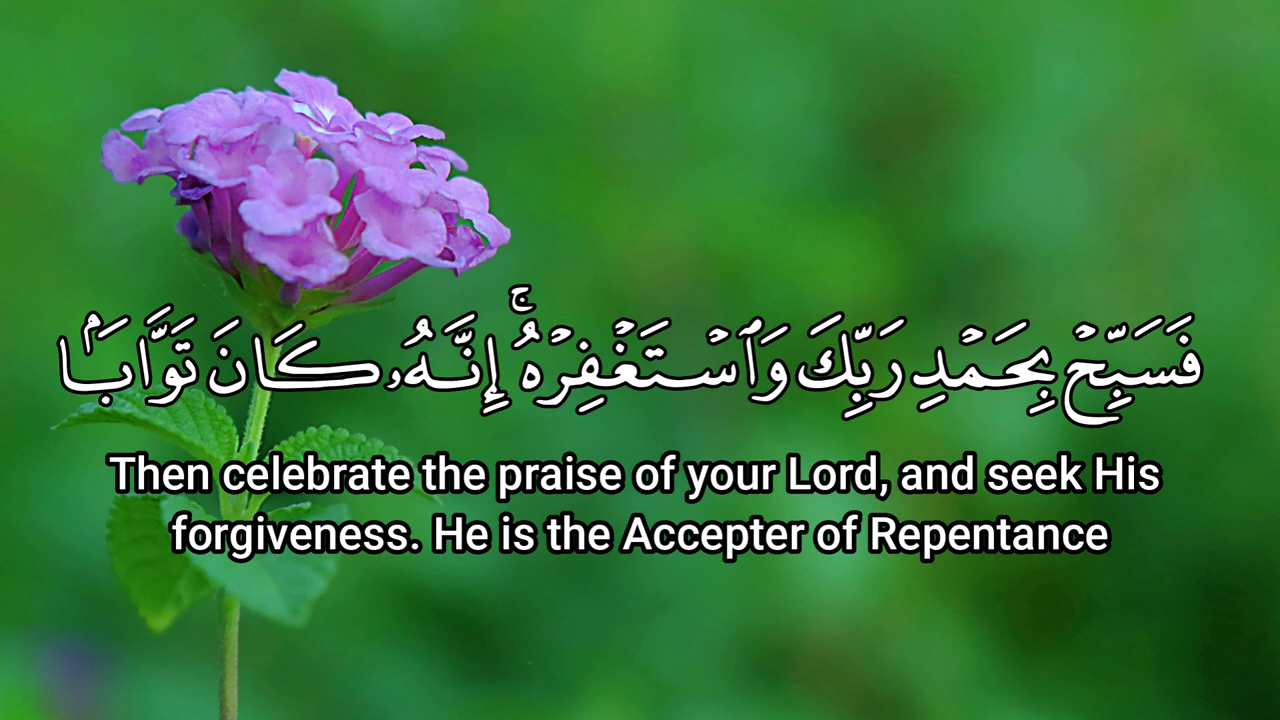 فَسَبِّحۡ بِحَمۡدِ رَبِّكَ وَٱسۡتَغۡفِرۡهُۚ إِنَّهُۥ كَانَ تَوَّابَۢا
Then celebrate the praise of your Lord, and seek His
forgiveness. He is the Accepter of Repentance